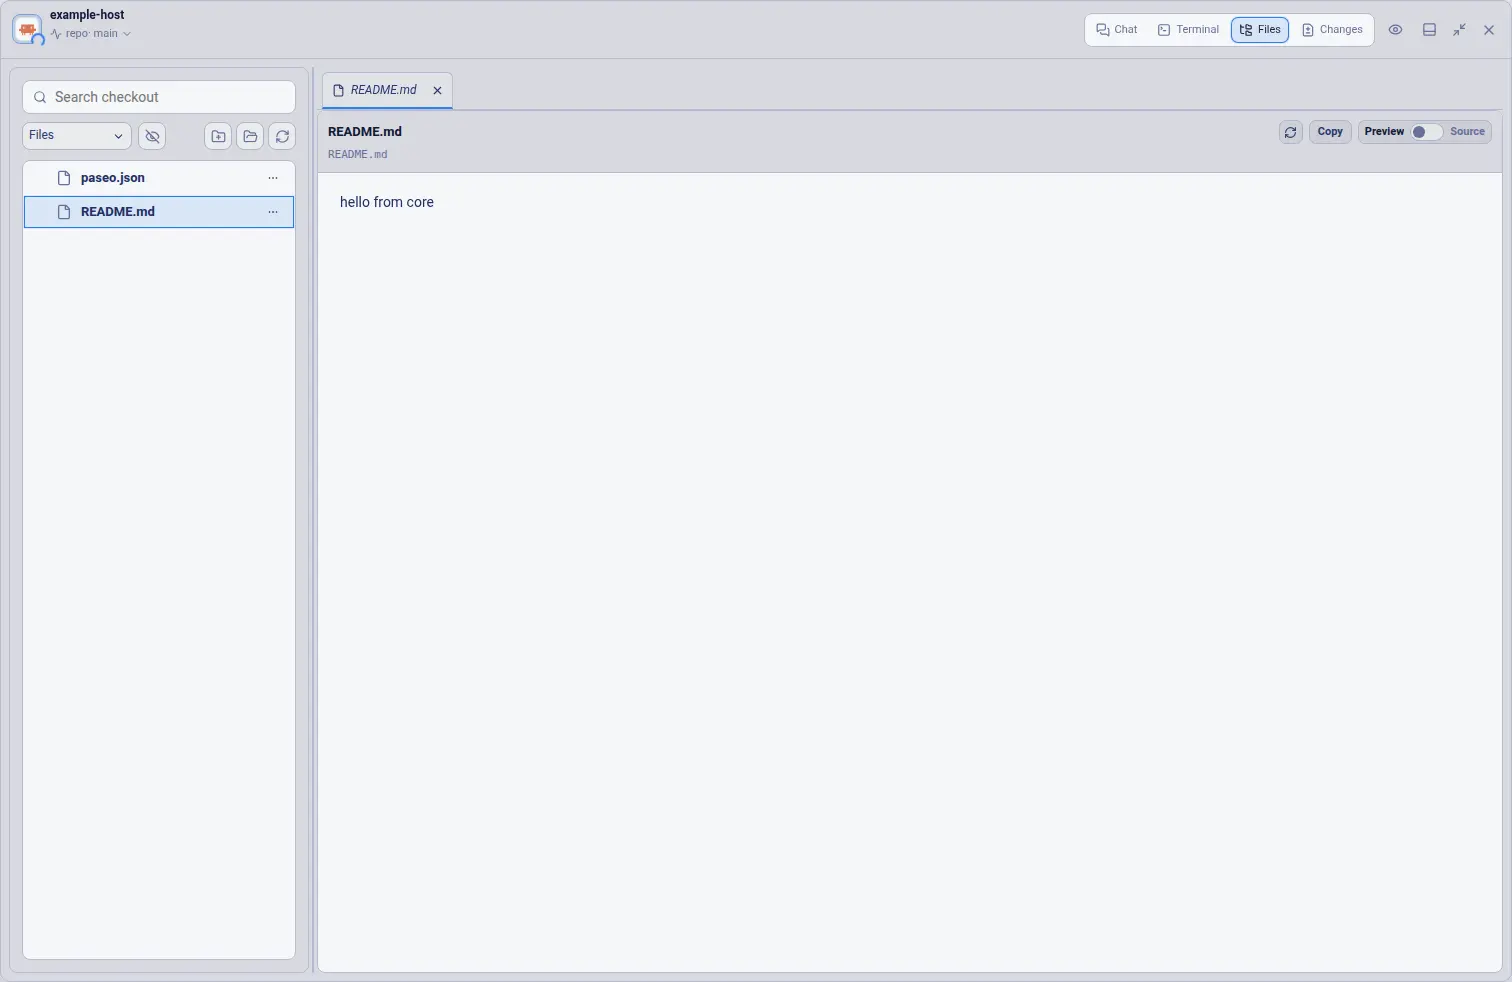 example-host
repo· main
Chat
Terminal
Files
Changes
Search checkout
Files
paseo.json
README.md
README.md
README.md
README.md
Copy
Preview
Source
hello from core